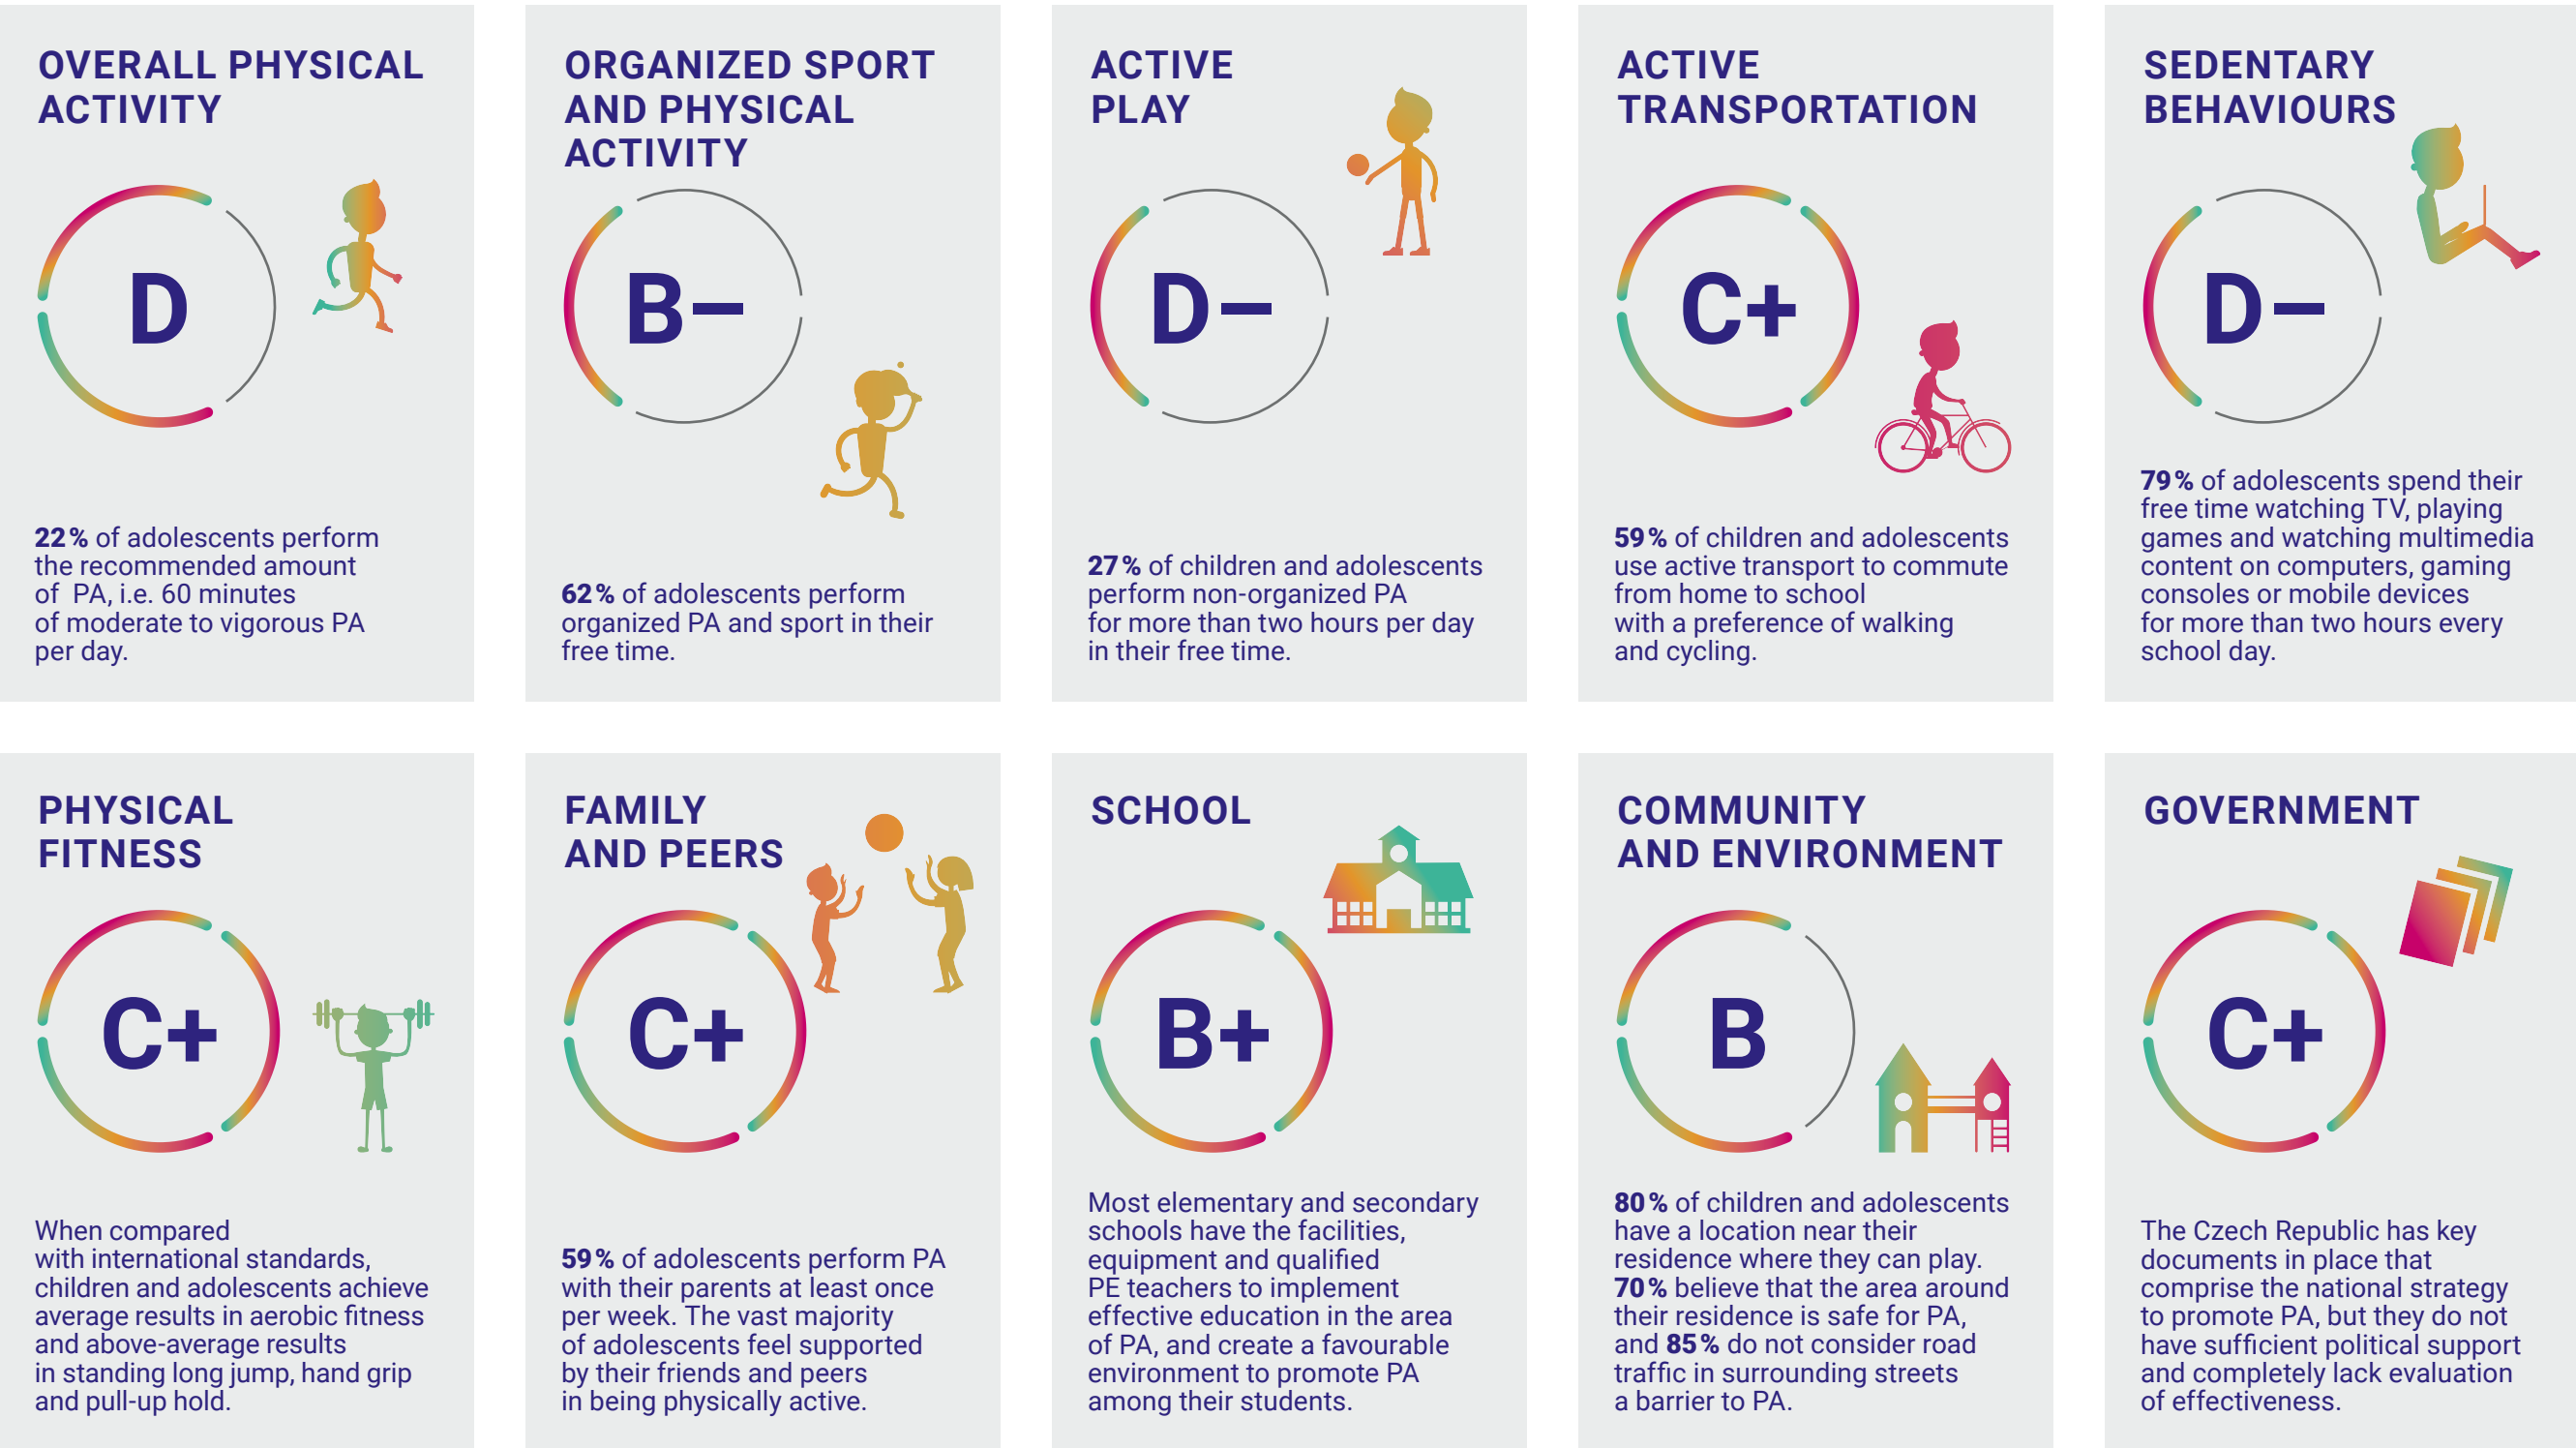 OVERALL PHYSICAL
ACTIVITY
D
22% of adolescents perform
the recommended amount
of PA, i.e. 60 minutes
of moderate to vigorous PA
per day.
ORGANIZED SPORT
AND PHYSICAL
ACTIVITY
B–
62% of adolescents perform
organized PA and sport in their
free time.
ACTIVE
PLAY
D–
27% of children and adolescents
perform non-organized PA
for more than two hours per day
in their free time.
ACTIVE
TRANSPORTATION
C+
59% of children and adolescents
use active transport to commute
from home to school
with a preference of walking
and cycling.
SEDENTARY
BEHAVIOURS
D–
79% of adolescents spend their
free time watching TV, playing
games and watching multimedia
content on computers, gaming
consoles or mobile devices
for more than two hours every
school day.
PHYSICAL
FITNESS
C+
When compared
with international standards,
children and adolescents achieve
average results in aerobic fitness
and above-average results
in standing long jump, hand grip
and pull-up hold.
FAMILY
AND PEERS
C+
59% of adolescents perform PA
with their parents at least once
per week. The vast majority
of adolescents feel supported
by their friends and peers
in being physically active.
SCHOOL
B+
Most elementary and secondary
schools have the facilities,
equipment and qualified
PE teachers to implement
effective education in the area
of PA, and create a favourable
environment to promote PA
among their students.
COMMUNITY
AND ENVIRONMENT
B
80% of children and adolescents
have a location near their
residence where they can play.
70% believe that the area around
their residence is safe for PA,
and 85% do not consider road
traffic in surrounding streets
a barrier to PA.
GOVERNMENT
C+
The Czech Republic has key
documents in place that
comprise the national strategy
to promote PA, but they do not
have sufficient political support
and completely lack evaluation
of effectiveness.